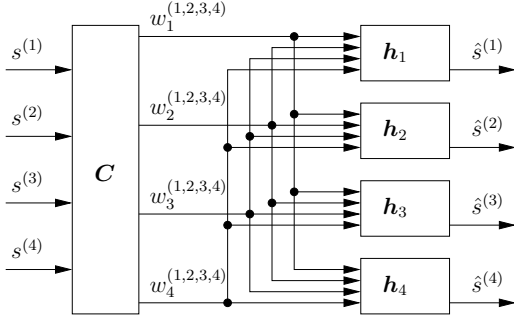 s^(1)
s^(2)
s^(3)
s^(4)
C
w_1^(1,2,3,4)
w_2^(1,2,3,4)
w_3^(1,2,3,4)
w_4^(1,2,3,4)
h_1
h_2
h_3
h_4
ŝ^(1)
ŝ^(2)
ŝ^(3)
ŝ^(4)